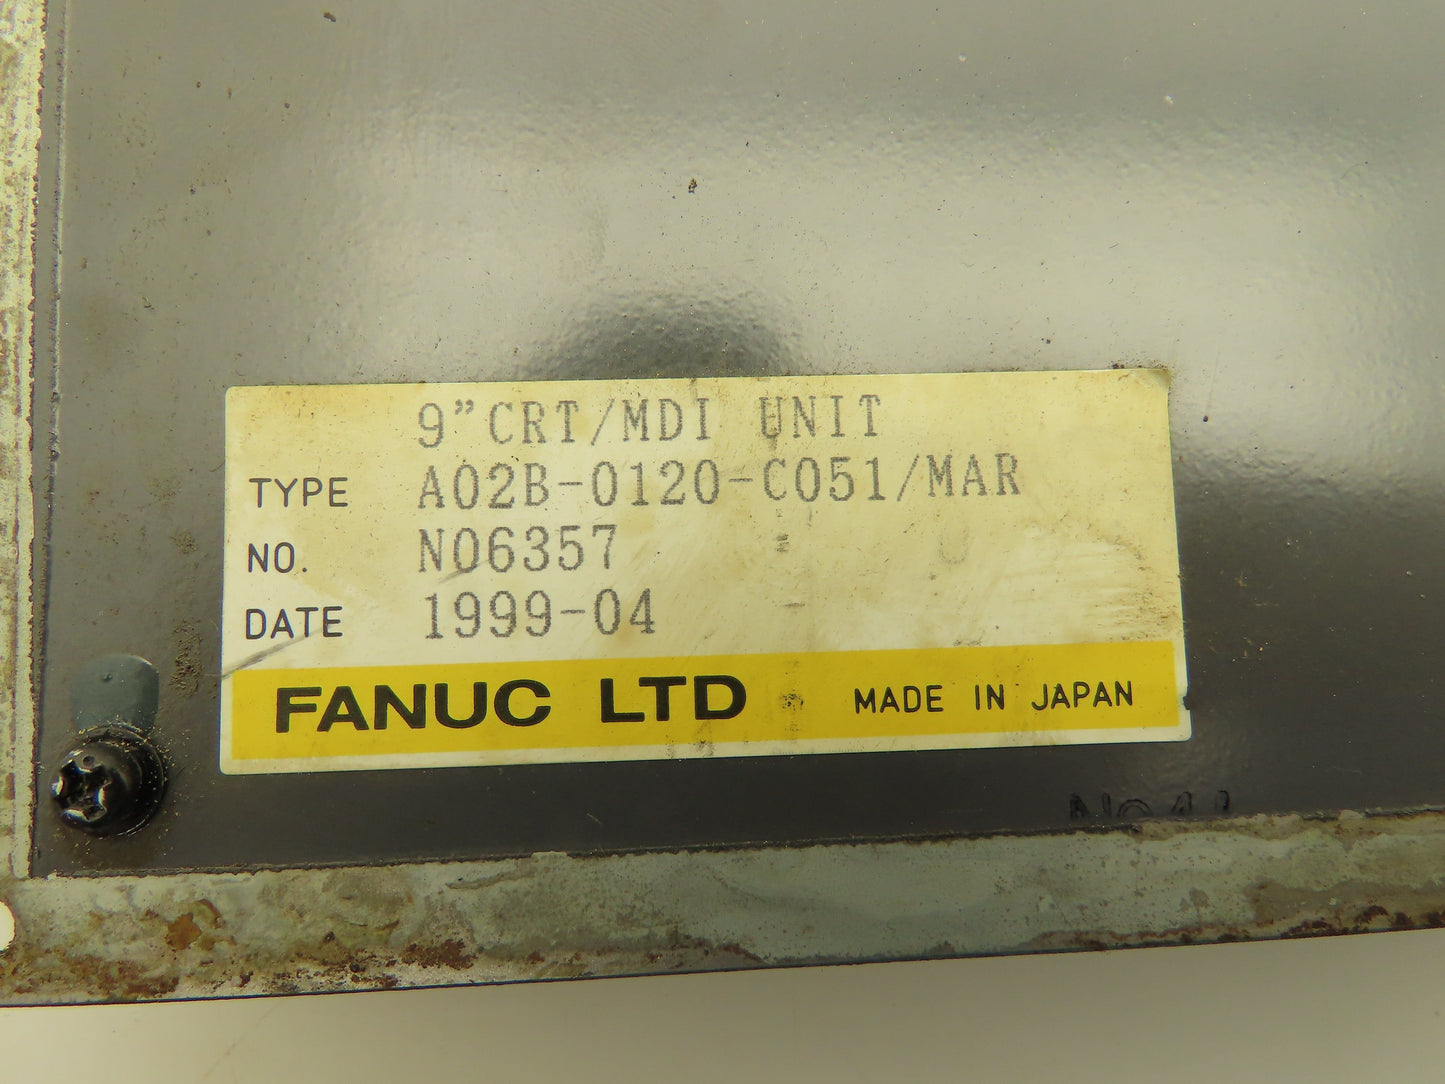 9”CRT/MDI UNIT
TYPE A02B-0120-C051/MAR
NO. N06357
DATE 1999-04
FANUC LTD MADE IN JAPAN